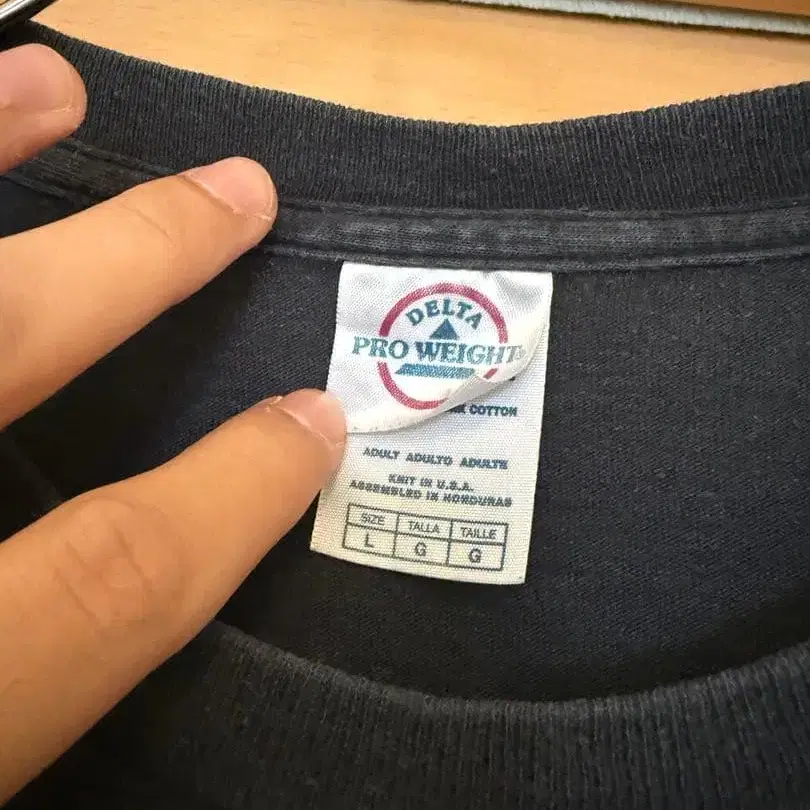 DELTA
PRO WEIGHT
COTTON
ADULT ADULTO ADULTE
KNIT IN U.S.A.
ASSEMBLED IN HONDURAS
SIZE TALLA TAILLE
L G G